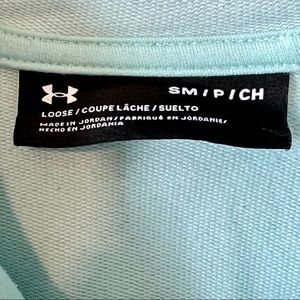 SM / P / CH
LOOSE / COUPE LÂCHE / SUELTO
MADE IN JORDAN / FABRIQUÉ EN JORDANIE /
HECHO EN JORDANIA